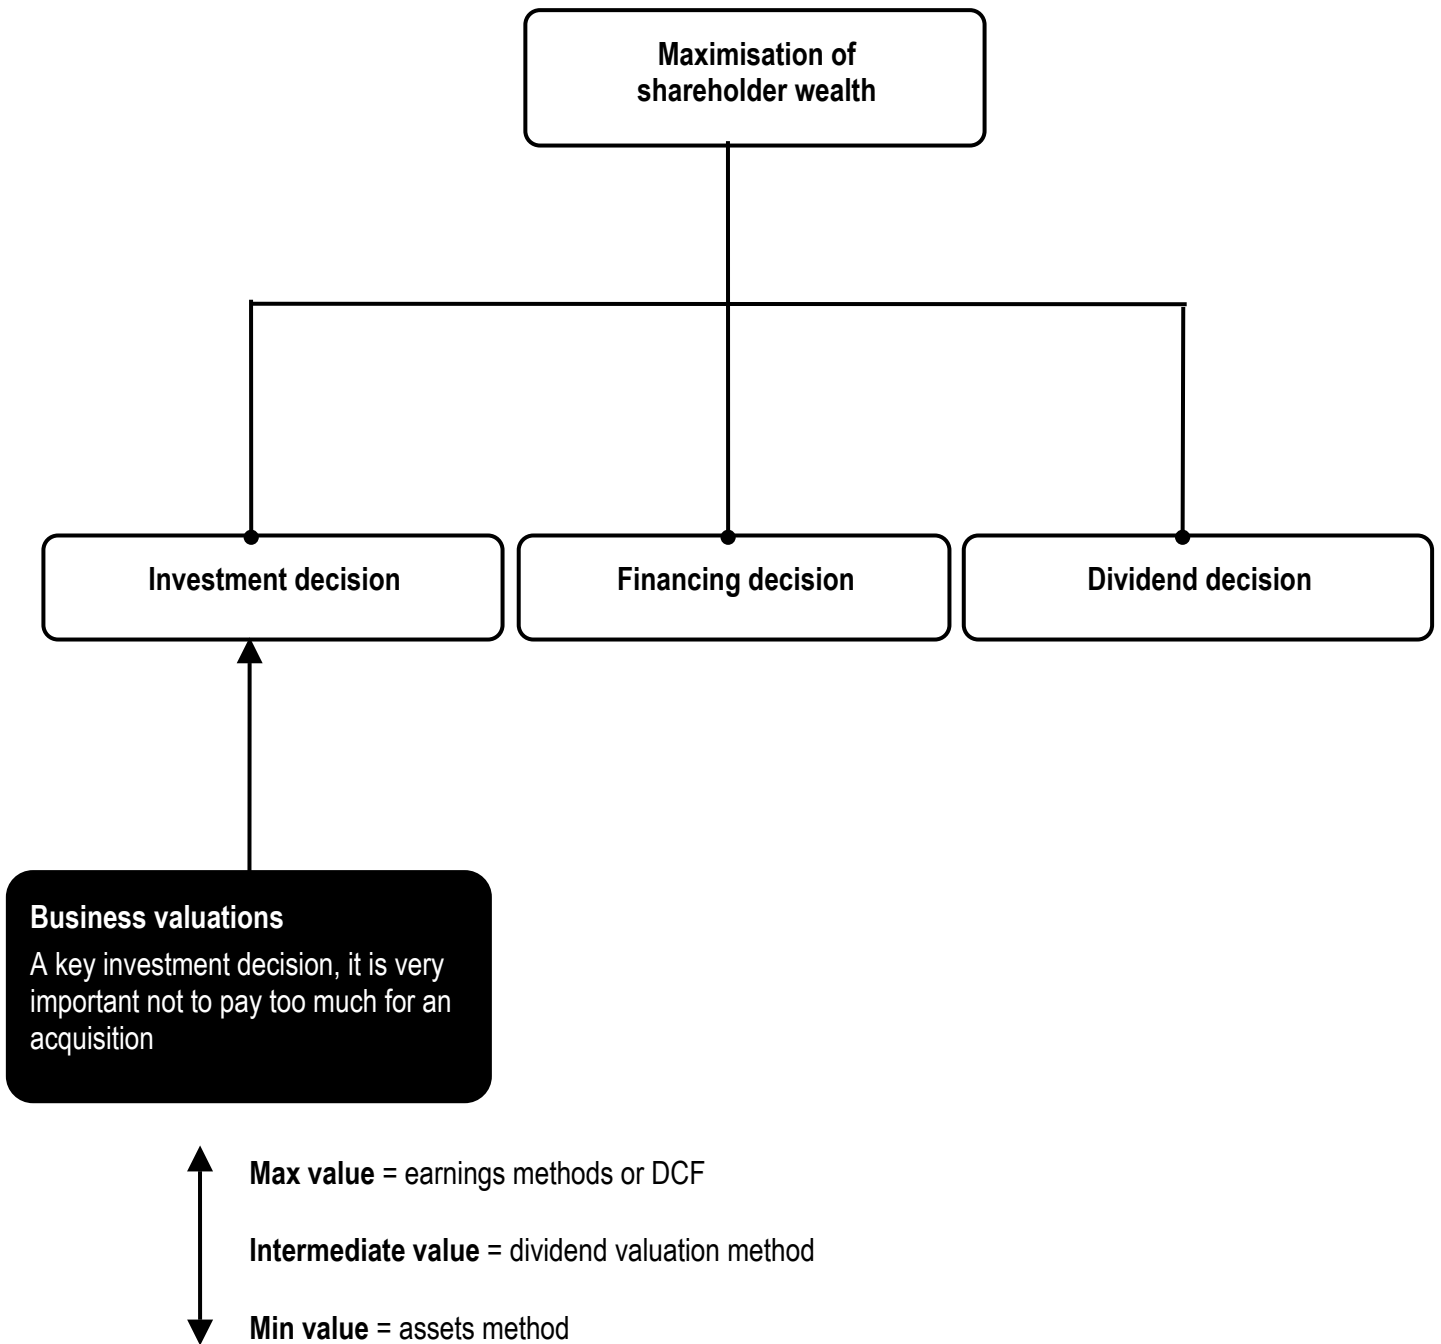 Maximisation of
shareholder wealth
Investment decision
Financing decision
Dividend decision
Business valuations
A key investment decision, it is very
important not to pay too much for an
acquisition
Max value = earnings methods or DCF
Intermediate value = dividend valuation method
Min value = assets method